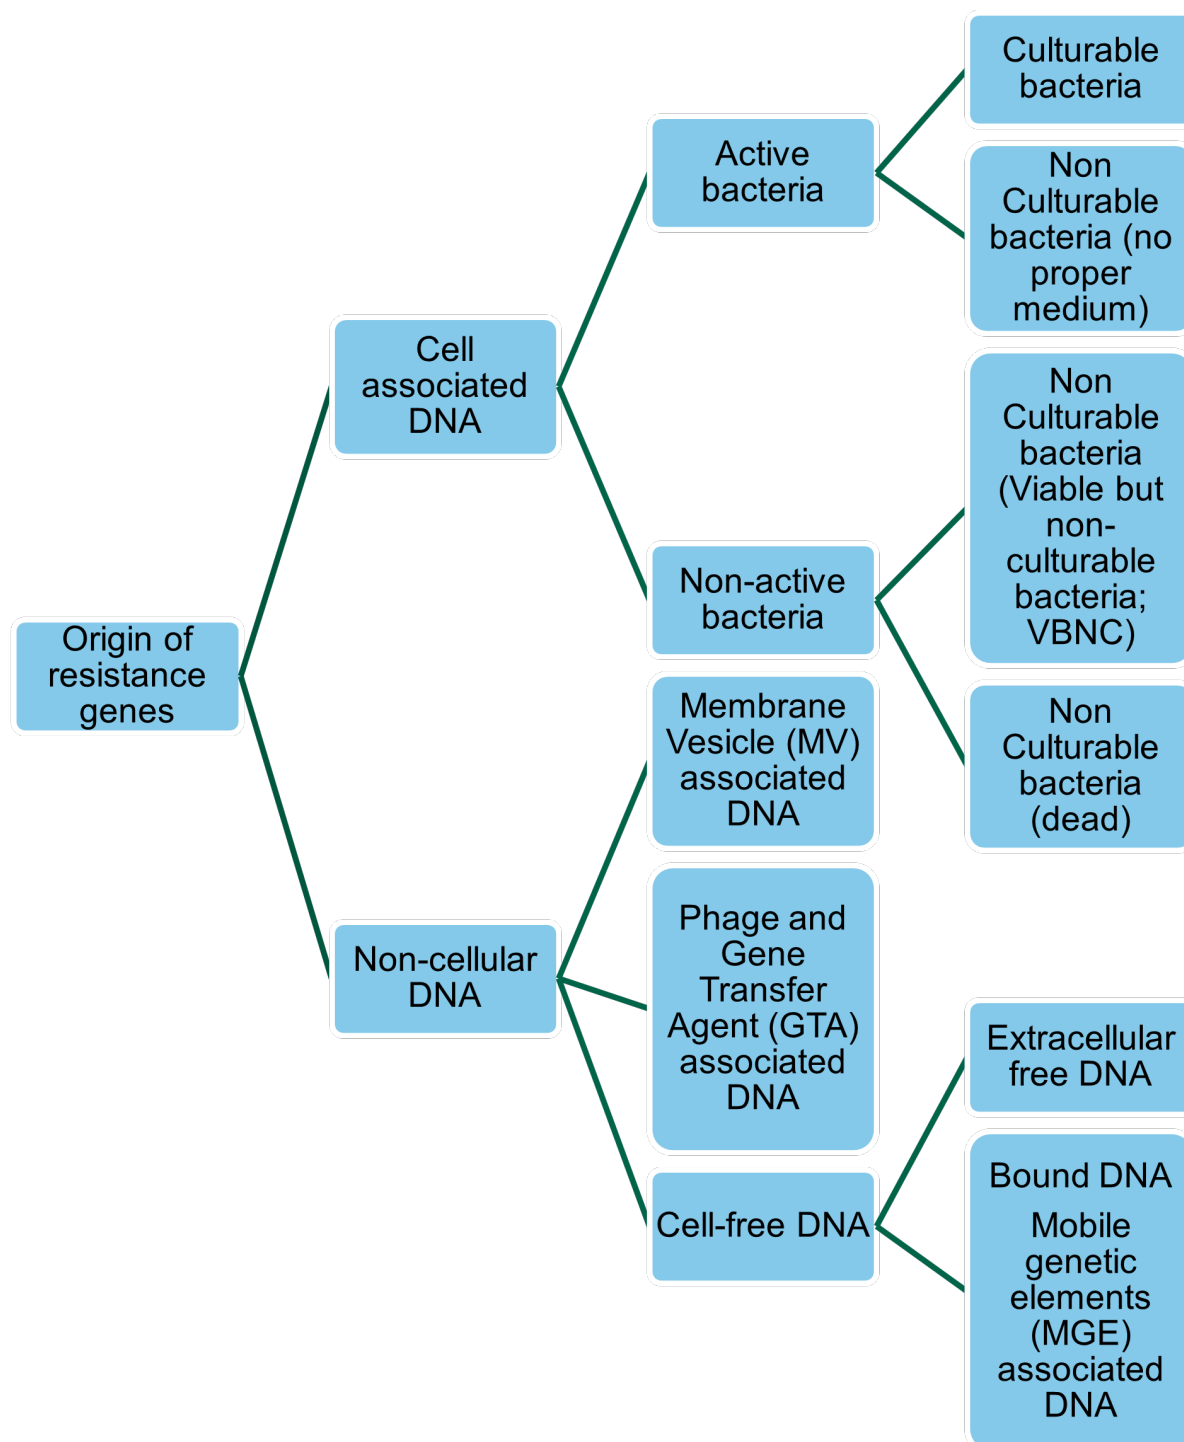 Origin of
resistance
genes
Cell
associated
DNA
Non-cellular
DNA
Active
bacteria
Non-active
bacteria
Membrane
Vesicle (MV)
associated
DNA
Phage and
Gene
Transfer
Agent (GTA)
associated
DNA
Cell-free DNA
Culturable
bacteria
Non
Culturable
bacteria (no
proper
medium)
Non
Culturable
bacteria
(Viable but
non-
culturable
bacteria;
VBNC)
Non
Culturable
bacteria
(dead)
Extracellular
free DNA
Bound DNA
Mobile
genetic
elements
(MGE)
associated
DNA